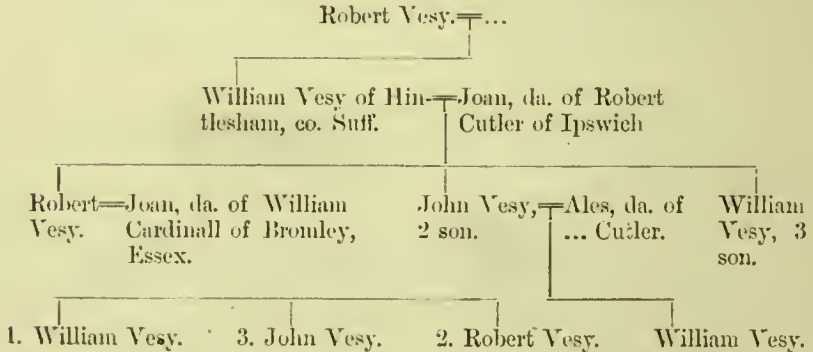 Robert Vesy. ...
William Vesy of Hin- Joan, da. of Robert
tlesham, co. Suff. Cutler of Ipswich
Robert Joan, da. of William John Vesy, Ales, da. of William
Vesy. Cardinall of Bromley, 2 son. ... Cutler. Vesy, 3
Essex. son.
1. William Vesy. 3. John Vesy. 2. Robert Vesy. William Vesy.